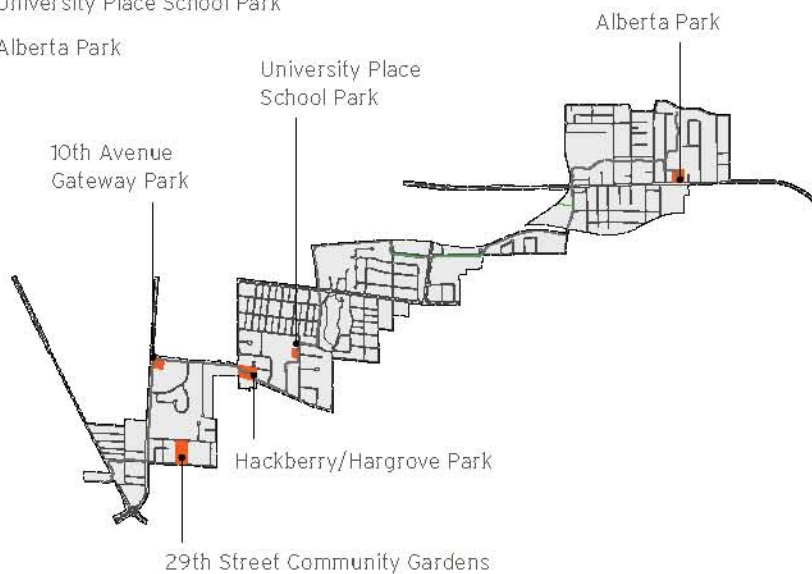 University Place School Park
Alberta Park
Alberta Park
University Place
School Park
10th Avenue
Gateway Park
Hackberry/Hargrove Park
29th Street Community Gardens